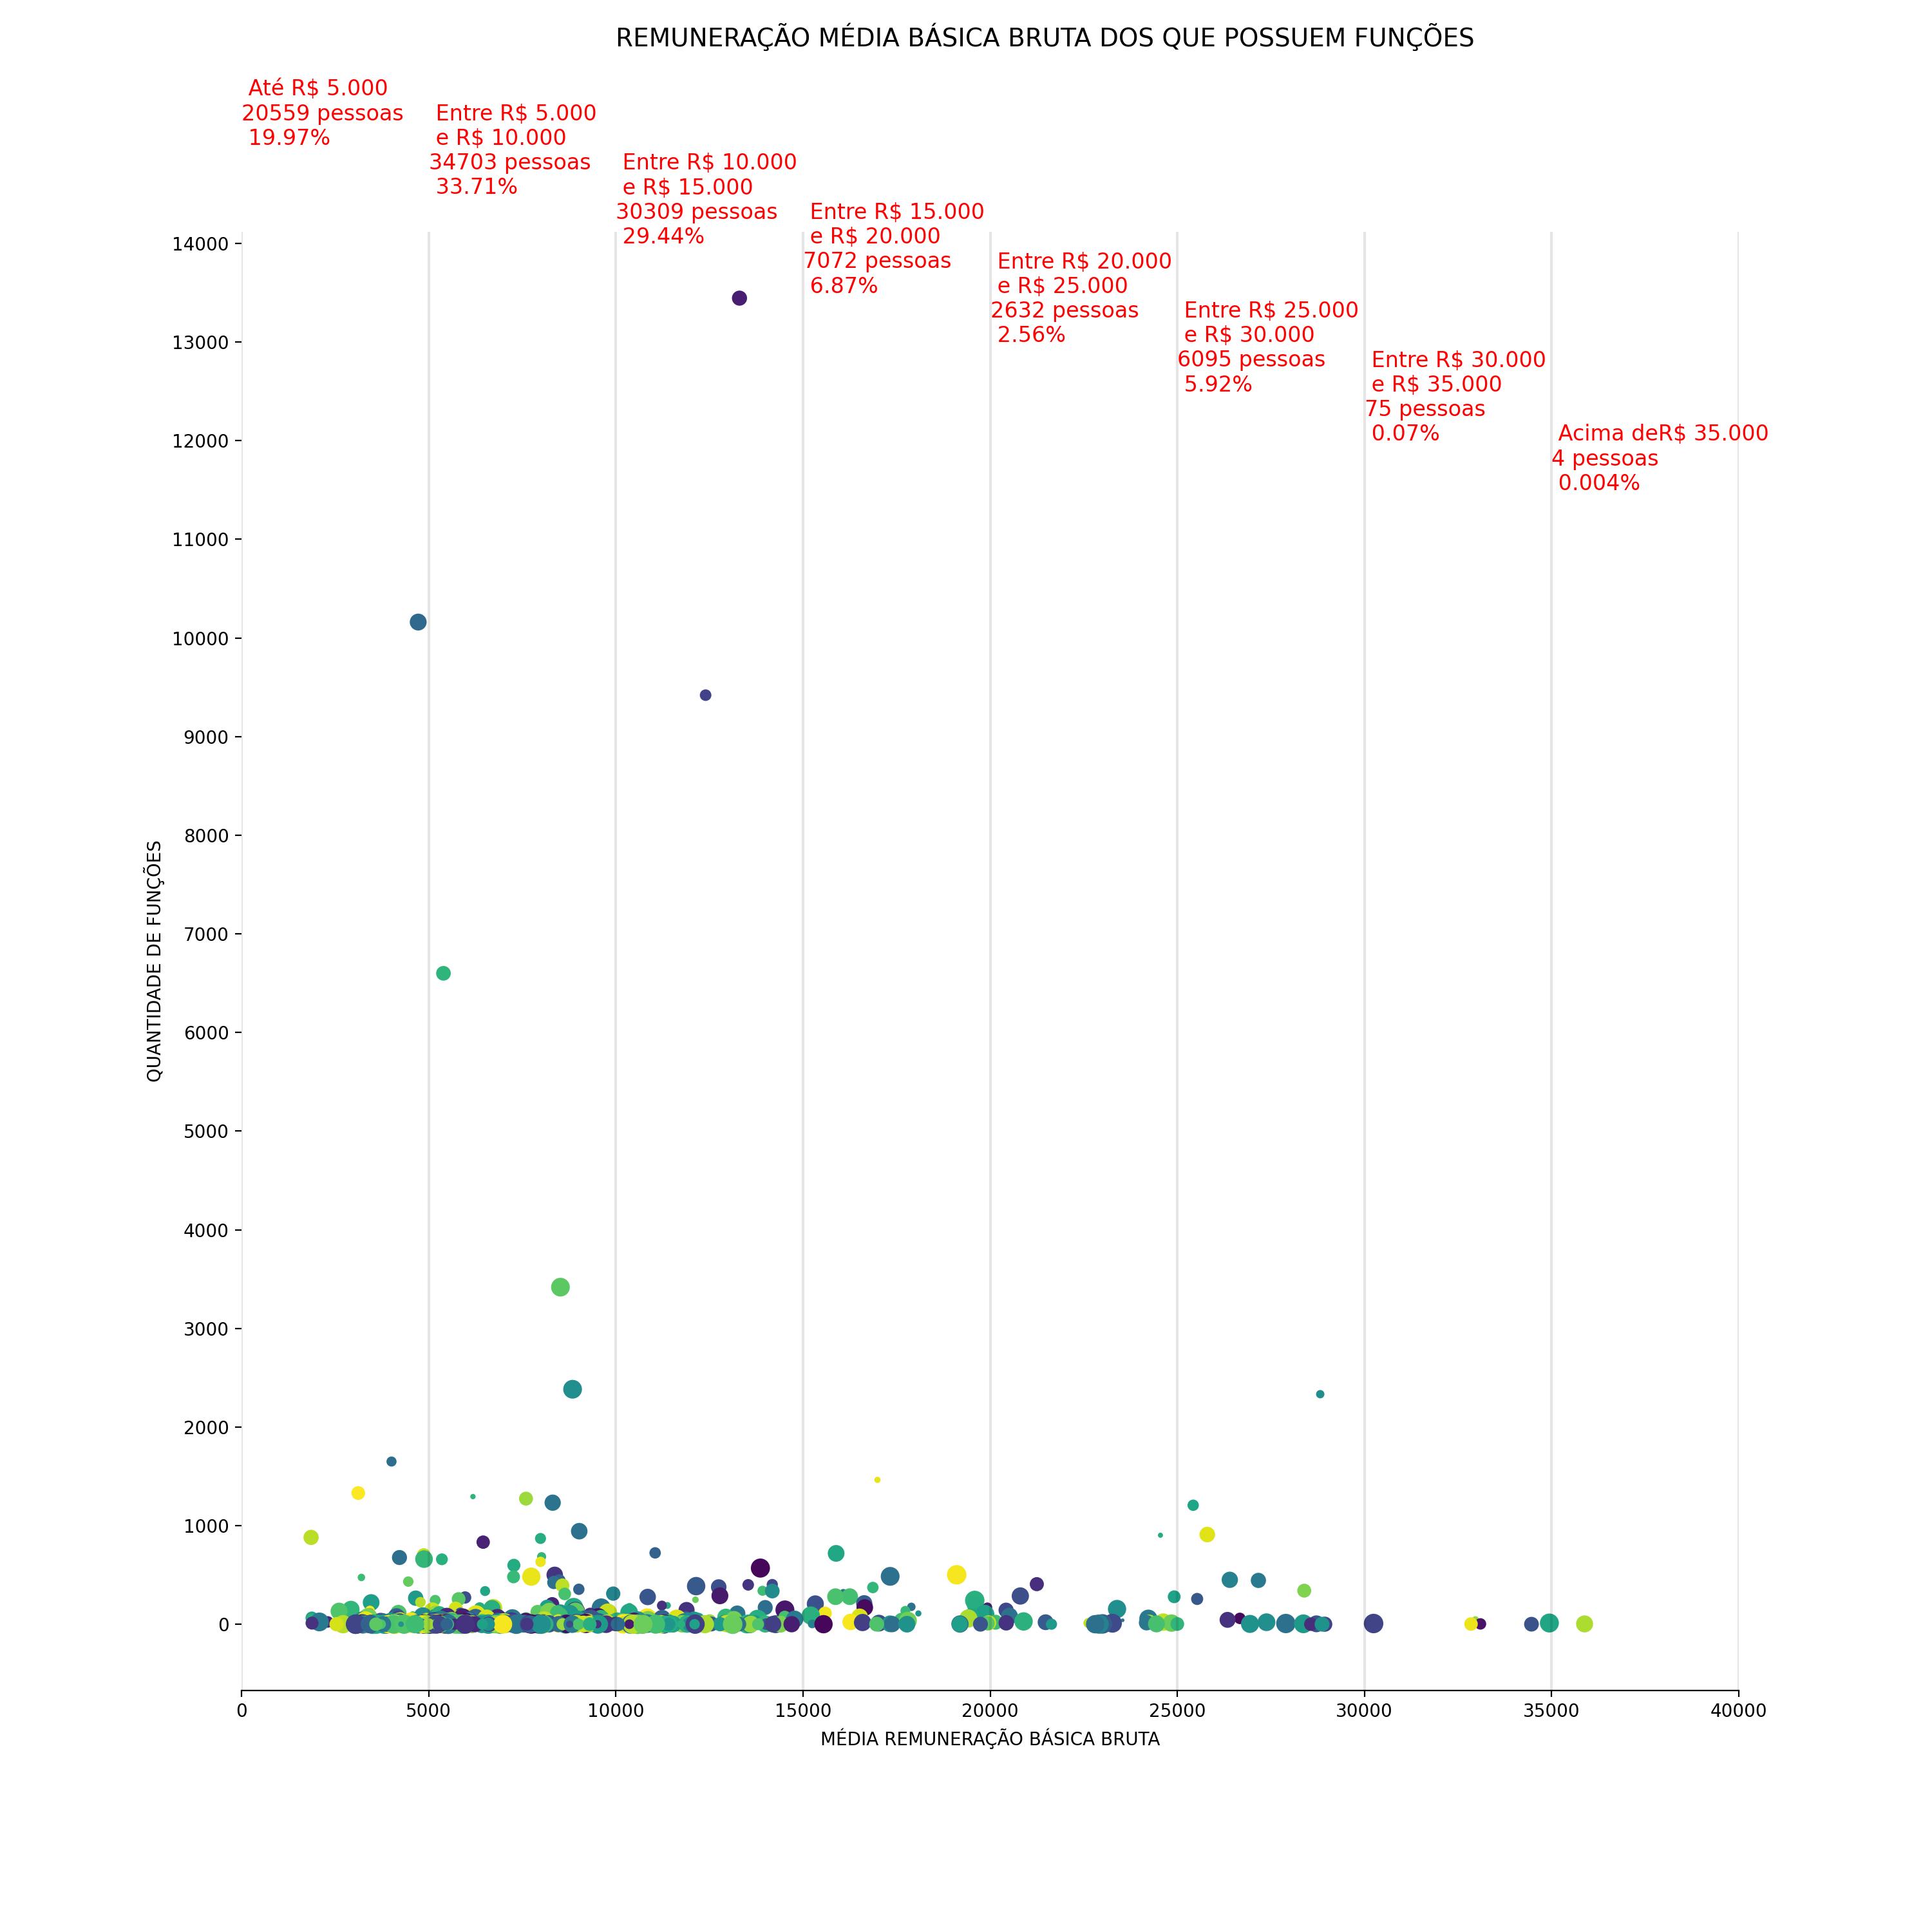 REMUNERAÇÃO MÉDIA BÁSICA BRUTA DOS QUE POSSUEM FUNÇÕES
Até R$ 5.000
20559 pessoas
19.97%
Entre R$ 5.000
e R$ 10.000
34703 pessoas
33.71%
Entre R$ 10.000
e R$ 15.000
30309 pessoas
29.44%
Entre R$ 15.000
e R$ 20.000
7072 pessoas
6.87%
Entre R$ 20.000
e R$ 25.000
2632 pessoas
2.56%
Entre R$ 25.000
e R$ 30.000
6095 pessoas
5.92%
Entre R$ 30.000
e R$ 35.000
75 pessoas
0.07%
Acima deR$ 35.000
4 pessoas
0.004%
14000
13000
12000
11000
10000
9000
8000
7000
6000
5000
4000
3000
2000
1000
0
QUANTIDADE DE FUNÇÕES
0 5000 10000 15000 20000 25000 30000 35000 40000
MÉDIA REMUNERAÇÃO BÁSICA BRUTA